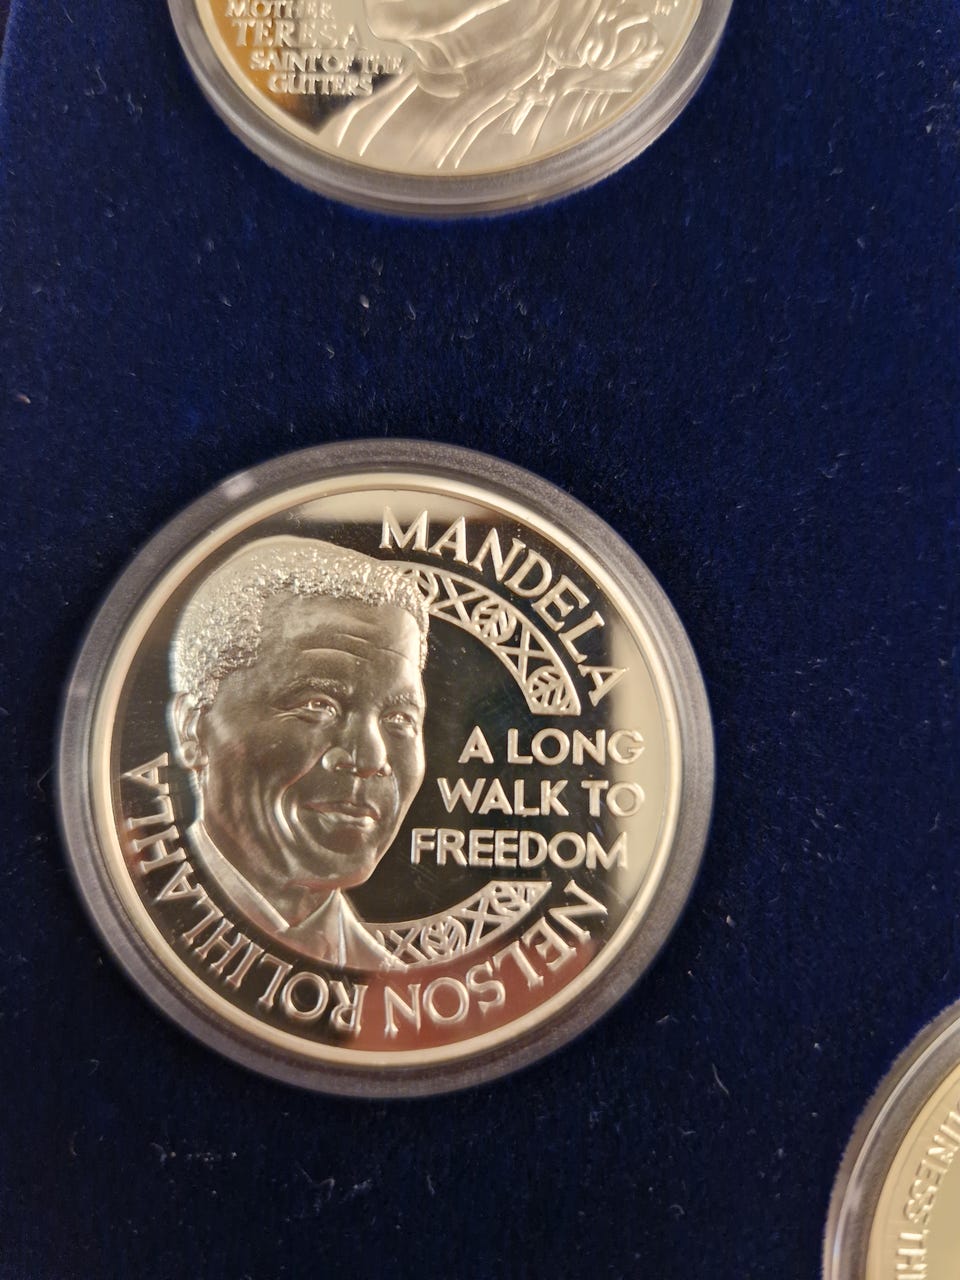 MOTHER
TERESA
SAINT OF THE
GUTTERS
NELSON ROLIHLAHLA MANDELA
A LONG
WALK TO
FREEDOM